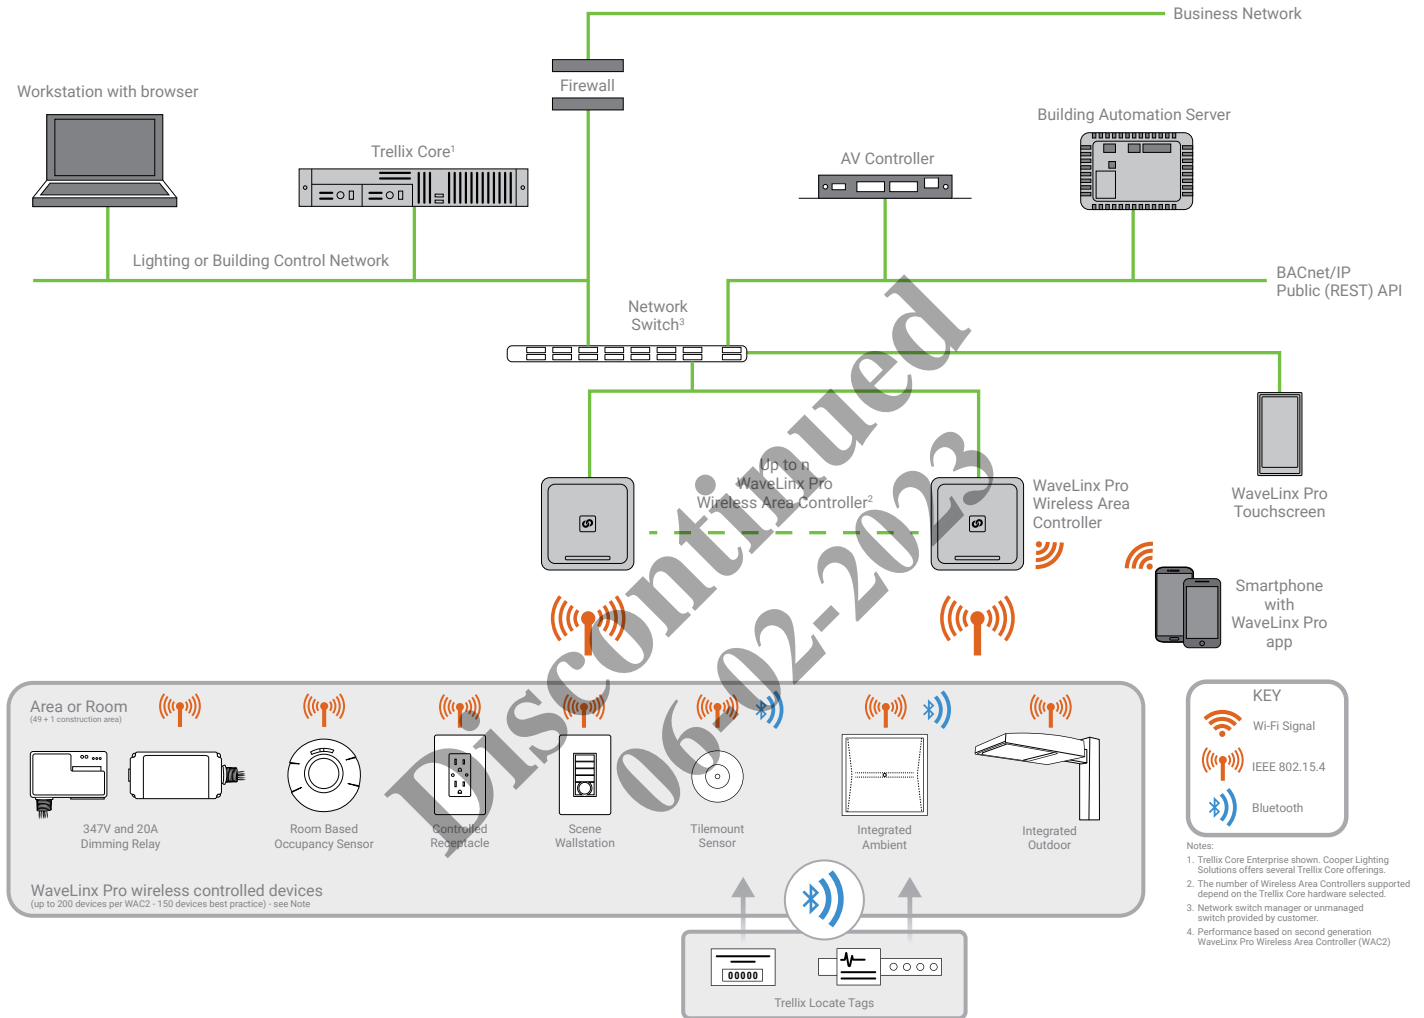 Business Network
Firewall
Workstation with browser
Trellix Core1
Building Automation Server
AV Controller
Lighting or Building Control Network
BACnet/IP
Public (REST) API
Network
Switch3
Up to n
WaveLinx Pro
Wireless Area Controller2
WaveLinx Pro
Wireless Area
Controller
WaveLinx Pro
Touchscreen
Smartphone
with
WaveLinx Pro
app
Discontinued
06-02-2023
Area or Room
(49 + 1 construction area)
347V and 20A
Dimming Relay
Room Based
Occupancy Sensor
Controlled
Receptacle
Scene
Wallstation
Tilemount
Sensor
Integrated
Ambient
Integrated
Outdoor
WaveLinx Pro wireless controlled devices
(up to 200 devices per WAC2 - 150 devices best practice) - see Note
00000
Trellix Locate Tags
KEY
Wi-Fi Signal
IEEE 802.15.4
Bluetooth
Notes:
1. Trellix Core Enterprise shown. Cooper Lighting
Solutions offers several Trellix Core offerings.
2. The number of Wireless Area Controllers supported
depend on the Trellix Core hardware selected.
3. Network switch manager or unmanaged
switch provided by customer.
4. Performance based on second generation
WaveLinx Pro Wireless Area Controller (WAC2)